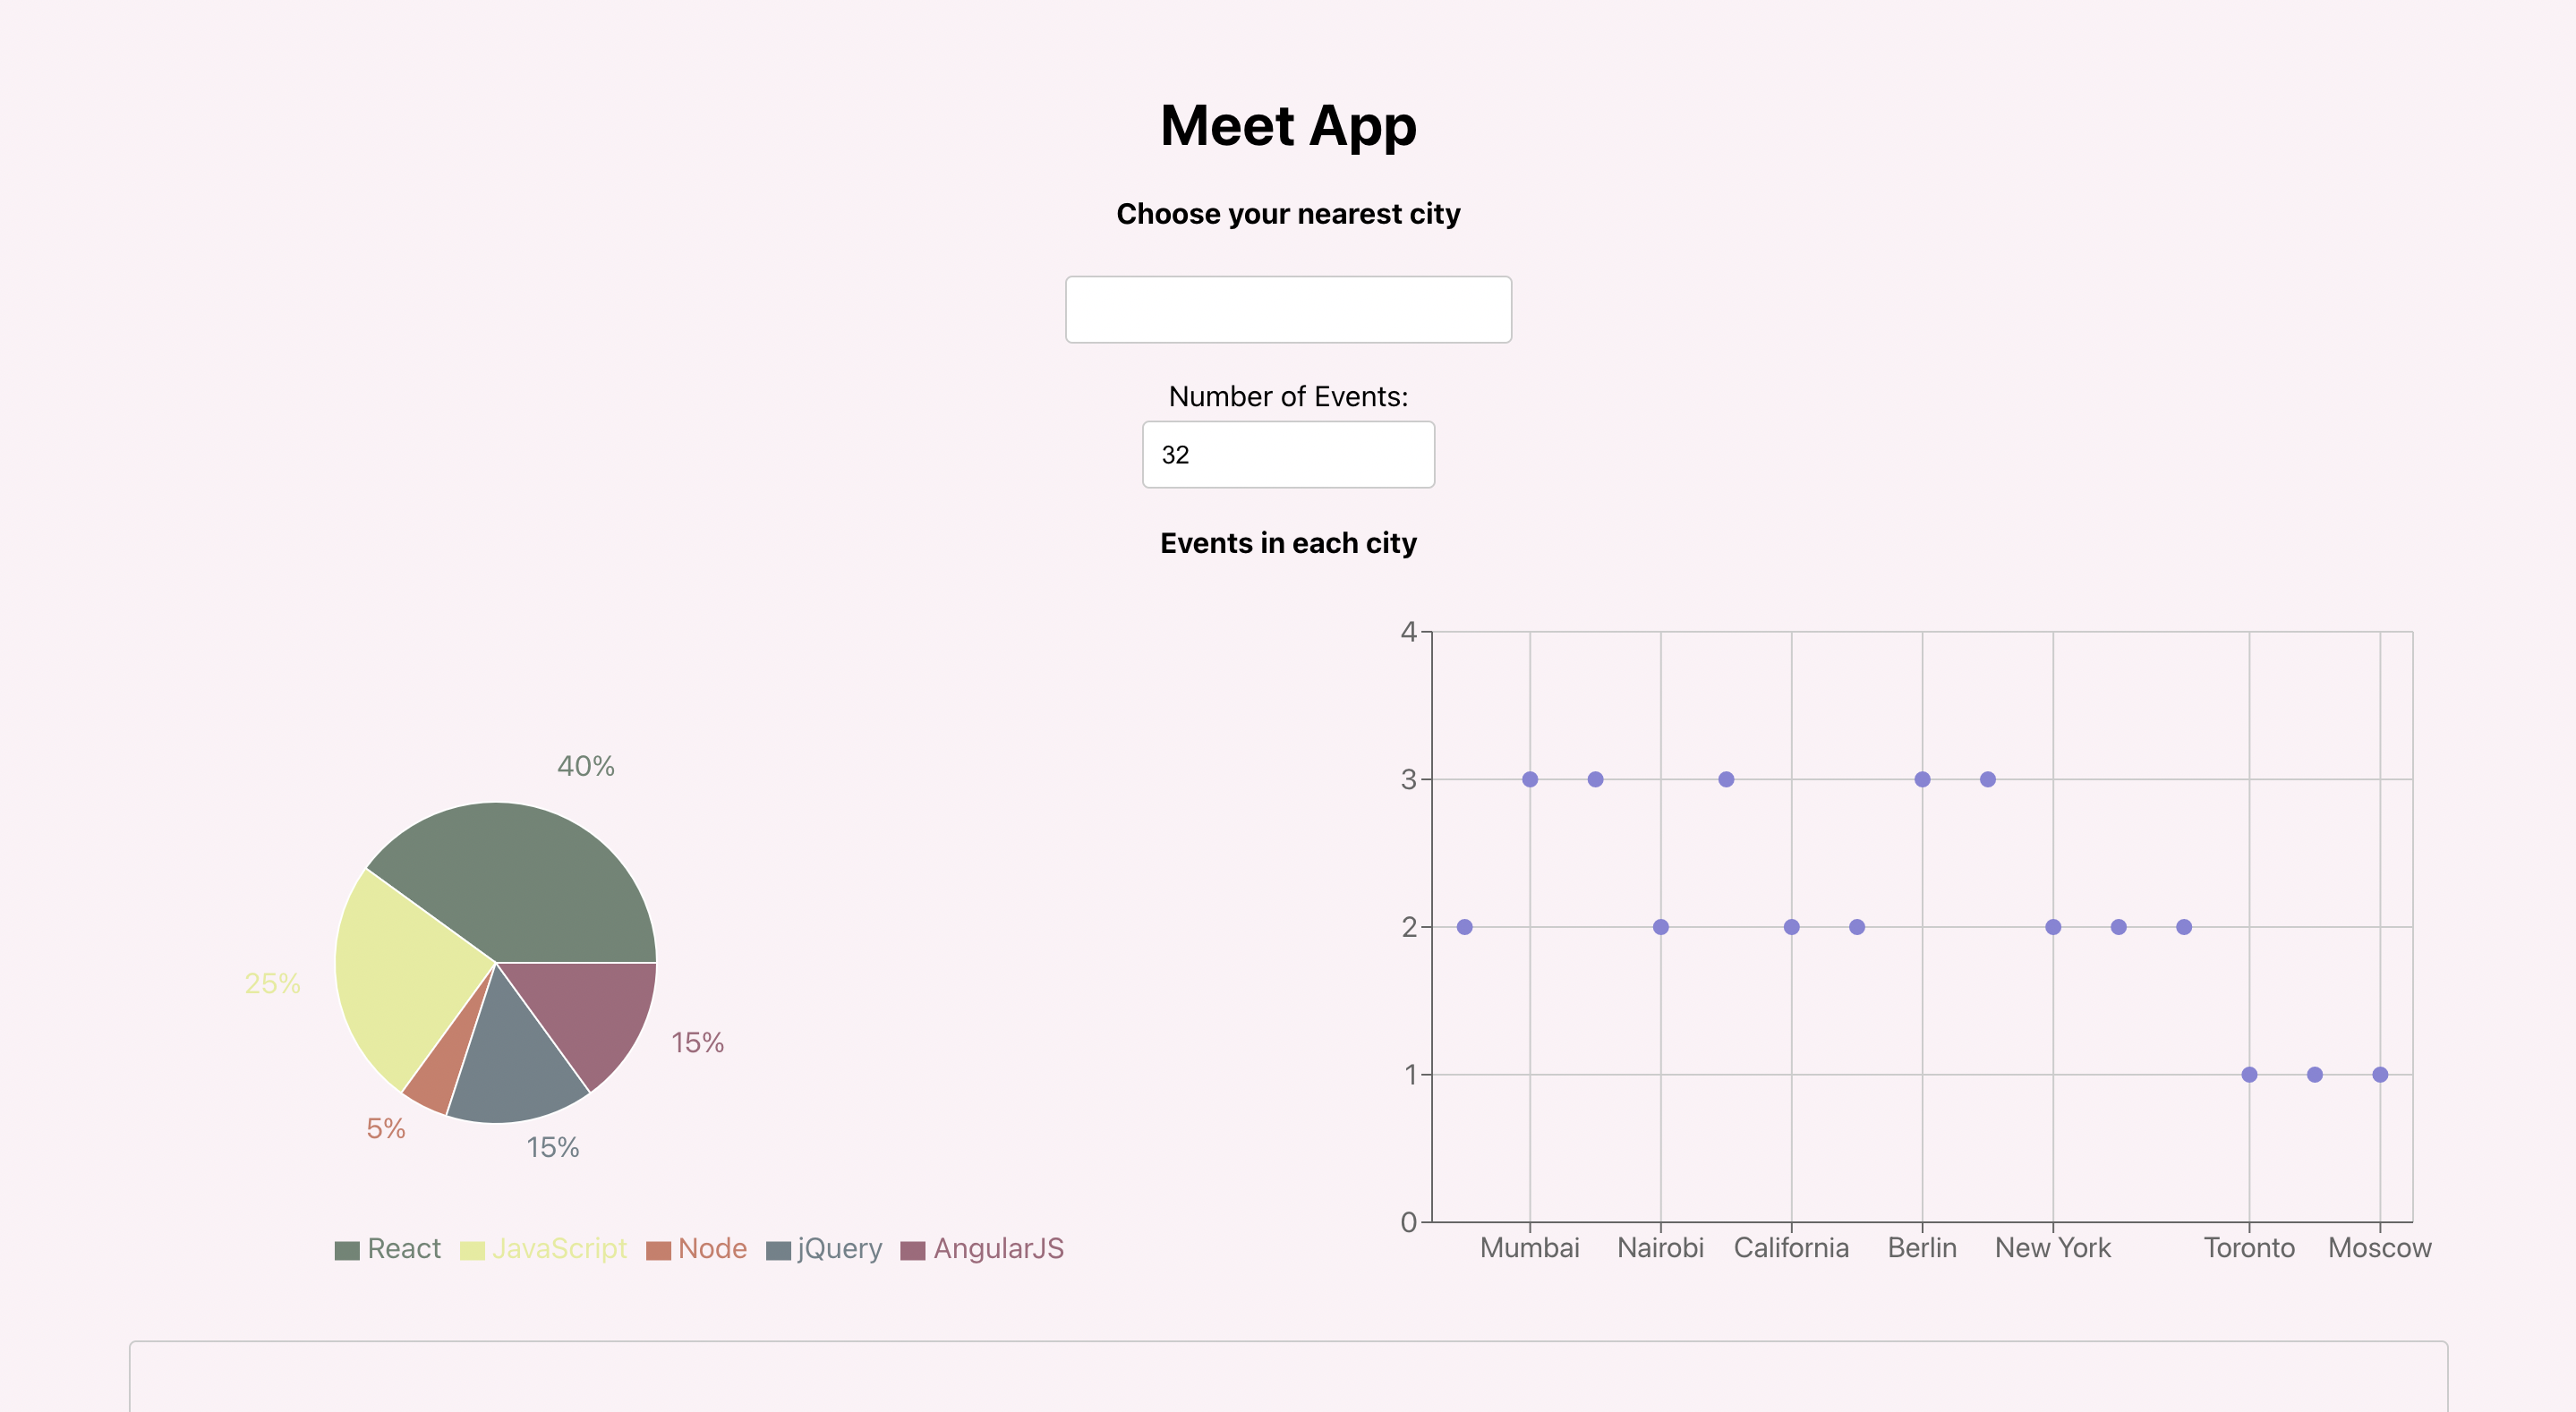 Meet App
Choose your nearest city
Number of Events:
32
Events in each city
40%
25%
15%
5%
15%
React JavaScript Node jQuery AngularJS
4
3
2
1
0
Mumbai Nairobi California Berlin New York Toronto Moscow